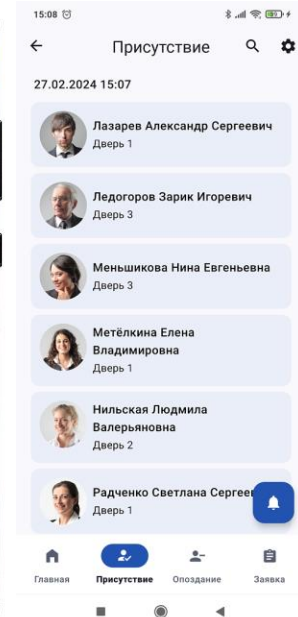 15:08
Присутствие
27.02.2024 15:07
Лазарев Александр Сергеевич
Дверь 1
Ледогоров Зарик Игоревич
Дверь 3
Меньшикова Нина Евгеньевна
Дверь 3
Метёлкина Елена
Владимировна
Дверь 1
Нильская Людмила
Валерьяновна
Дверь 2
Радченко Светлана Сергее
Дверь 1
Главная Присутствие Опоздание Заявка